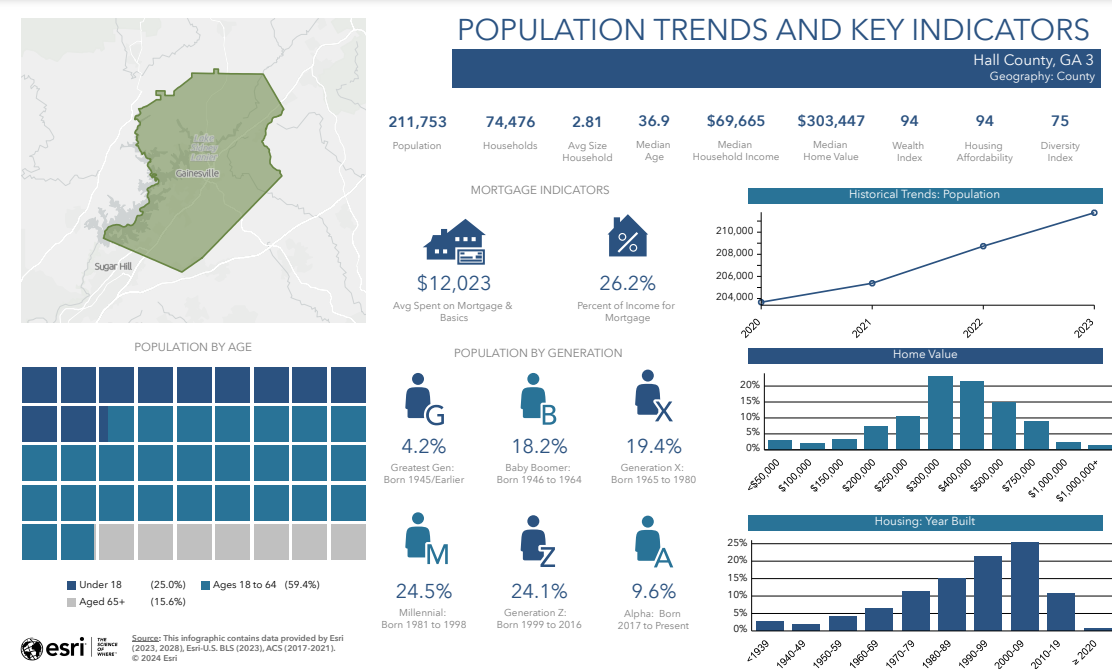 POPULATION TRENDS AND KEY INDICATORS
Hall County, GA 3
Geography: County
211,753
Population
74,476
Households
2.81
Avg Size
Household
36.9
Median
Age
$69,665
Median
Household Income
$303,447
Median
Home Value
94
Wealth
Index
94
Housing
Affordability
75
Diversity
Index
Lake
Sidney
Lanier
Gainesville
Sugar Hill
MORTGAGE INDICATORS
$12,023
Avg Spent on Mortgage &
Basics
26.2%
Percent of Income for
Mortgage
Historical Trends: Population
210,000
208,000
206,000
204,000
2020
2021
2022
2023
POPULATION BY AGE
Under 18 (25.0%)
Ages 18 to 64 (59.4%)
Aged 65+ (15.6%)
POPULATION BY GENERATION
G
4.2%
Greatest Gen:
Born 1945/Earlier
B
18.2%
Baby Boomer:
Born 1946 to 1964
X
19.4%
Generation X:
Born 1965 to 1980
M
24.5%
Millennial:
Born 1981 to 1998
Z
24.1%
Generation Z:
Born 1999 to 2016
A
9.6%
Alpha: Born
2017 to Present
Home Value
20%
15%
10%
5%
0%
<$50,000
$100,000
$150,000
$200,000
$250,000
$300,000
$400,000
$500,000
$750,000
$1,000,000
$1,000,000+
Housing: Year Built
25%
20%
15%
10%
5%
0%
<1939
1940-49
1950-59
1960-69
1970-79
1980-89
1990-99
2000-09
2010-19
≥ 2020
esri
THE
SCIENCE
OF
WHERE™
Source: This infographic contains data provided by Esri
(2023, 2028), Esri-U.S. BLS (2023), ACS (2017-2021).
© 2024 Esri